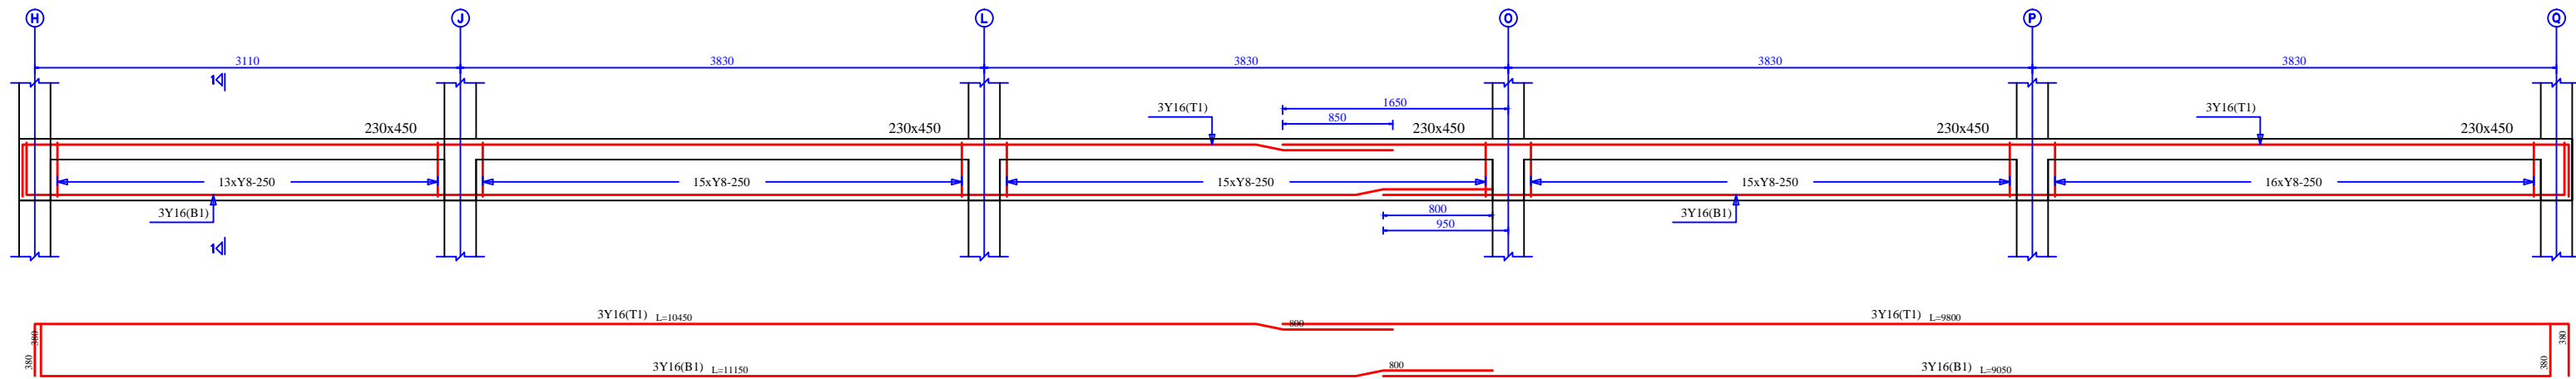 H J L O P Q
3110 3830 3830 3830 3830
1 3Y16(T1) 1650 3Y16(T1)
850
230x450 230x450 230x450 230x450 230x450
13xY8-250 15xY8-250 15xY8-250 15xY8-250 16xY8-250
3Y16(B1) 800 3Y16(B1)
950
1
3Y16(T1) L=10450 800 3Y16(T1) L=9800
380 380
380 380
3Y16(B1) L=11150 800 3Y16(B1) L=9050